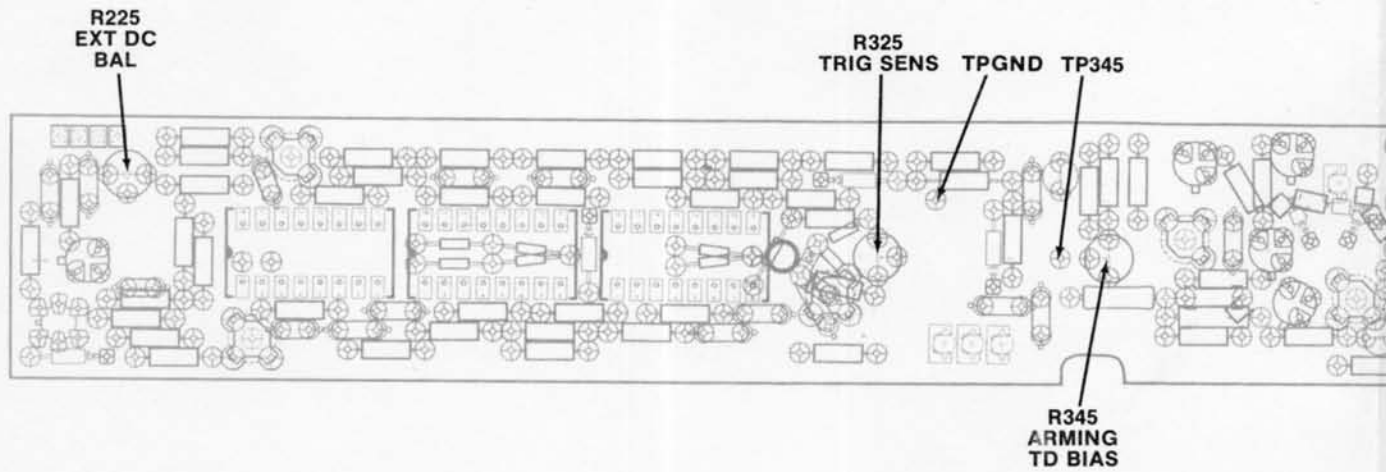 R225
EXT DC
BAL
R325
TRIG SENS
TPGND
TP345
R345
ARMING
TD BIAS